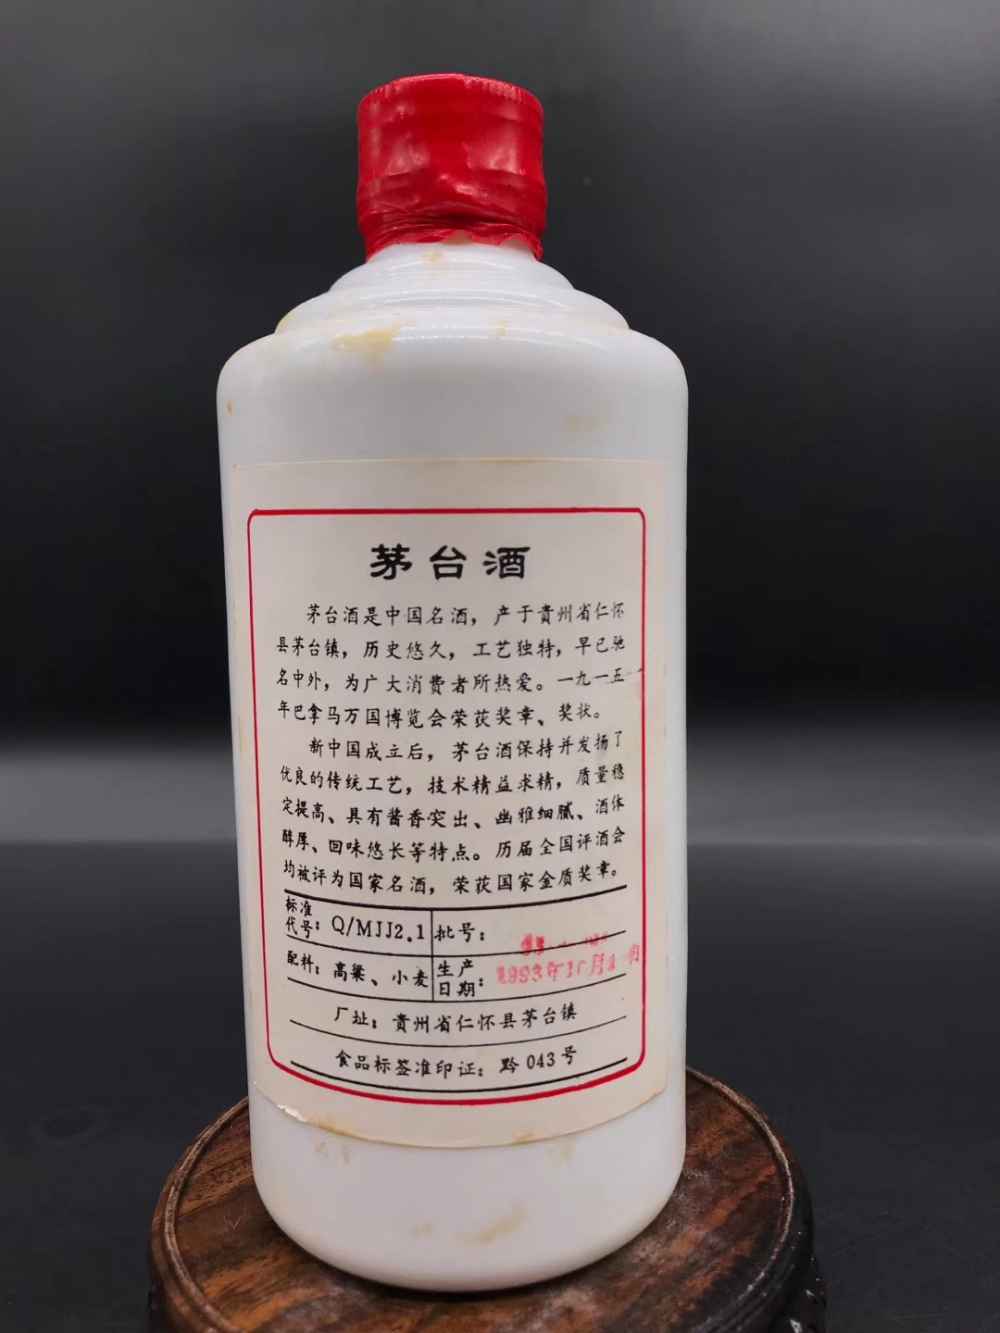 茅台酒
茅台酒是中国名酒，产于贵州省仁怀
县茅台镇，历史悠久，工艺独特，早已驰
名中外，为广大消费者所热爱。一九一五
年巴拿马万国博览会荣获奖章、奖状。
新中国成立后，茅台酒保持并发扬了
优良的传统工艺，技术精益求精，质量稳
定提高、具有酱香突出、幽雅细腻、酒体
醇厚、回味悠长等特点。历届全国评酒会
均被评为国家名酒，荣获国家金质奖章。
标准代号：Q/MJJ2.1 批号：
配料：高粱、小麦 生产日期：1993年
厂址：贵州省仁怀县茅台镇
食品标签准印证：黔043号